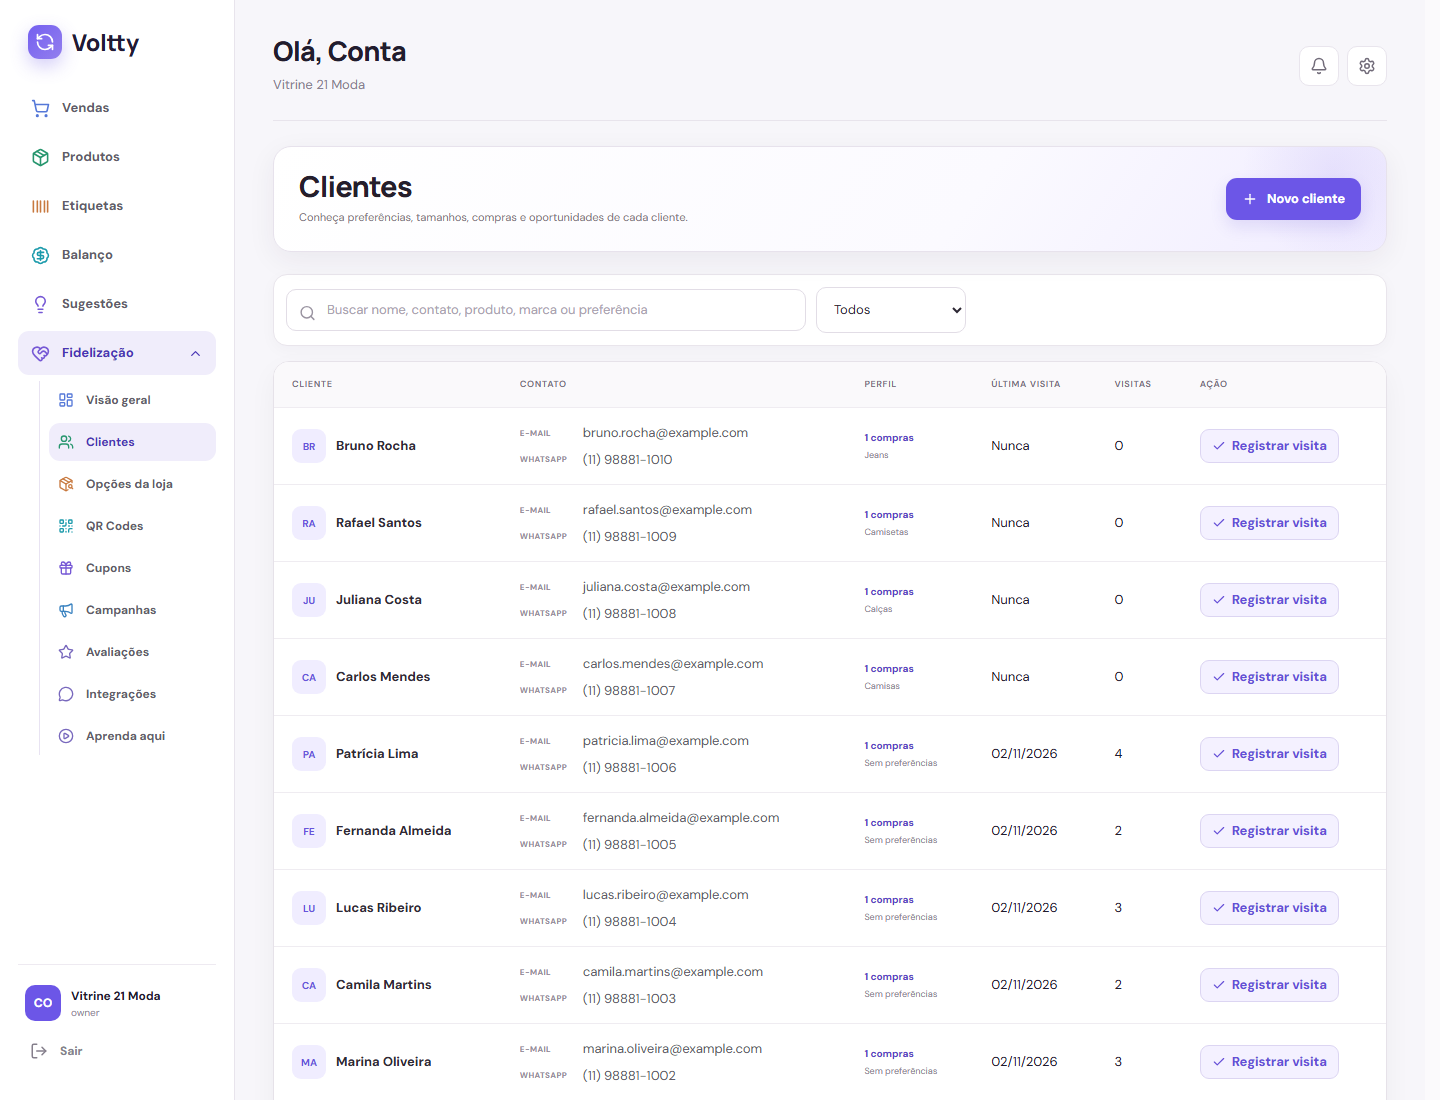 Voltty
Vendas
Produtos
Etiquetas
Balanço
Sugestões
Fidelização
Visão geral
Clientes
Opções da loja
QR Codes
Cupons
Campanhas
Avaliações
Integrações
Aprenda aqui
CO
Vitrine 21 Moda
owner
Sair
Olá, Conta
Vitrine 21 Moda
Clientes
Conheça preferências, tamanhos, compras e oportunidades de cada cliente.
Novo cliente
Buscar nome, contato, produto, marca ou preferência
Todos
CLIENTE CONTATO PERFIL ÚLTIMA VISITA VISITAS AÇÃO
BR Bruno Rocha
E-MAIL bruno.rocha@example.com
WHATSAPP (11) 98881-1010
1 compras
Jeans
Nunca 0 Registrar visita
RA Rafael Santos
E-MAIL rafael.santos@example.com
WHATSAPP (11) 98881-1009
1 compras
Camisetas
Nunca 0 Registrar visita
JU Juliana Costa
E-MAIL juliana.costa@example.com
WHATSAPP (11) 98881-1008
1 compras
Calças
Nunca 0 Registrar visita
CA Carlos Mendes
E-MAIL carlos.mendes@example.com
WHATSAPP (11) 98881-1007
1 compras
Camisas
Nunca 0 Registrar visita
PA Patrícia Lima
E-MAIL patricia.lima@example.com
WHATSAPP (11) 98881-1006
1 compras
Sem preferências
02/11/2026 4 Registrar visita
FE Fernanda Almeida
E-MAIL fernanda.almeida@example.com
WHATSAPP (11) 98881-1005
1 compras
Sem preferências
02/11/2026 2 Registrar visita
LU Lucas Ribeiro
E-MAIL lucas.ribeiro@example.com
WHATSAPP (11) 98881-1004
1 compras
Sem preferências
02/11/2026 3 Registrar visita
CA Camila Martins
E-MAIL camila.martins@example.com
WHATSAPP (11) 98881-1003
1 compras
Sem preferências
02/11/2026 2 Registrar visita
MA Marina Oliveira
E-MAIL marina.oliveira@example.com
WHATSAPP (11) 98881-1002
1 compras
Sem preferências
02/11/2026 3 Registrar visita